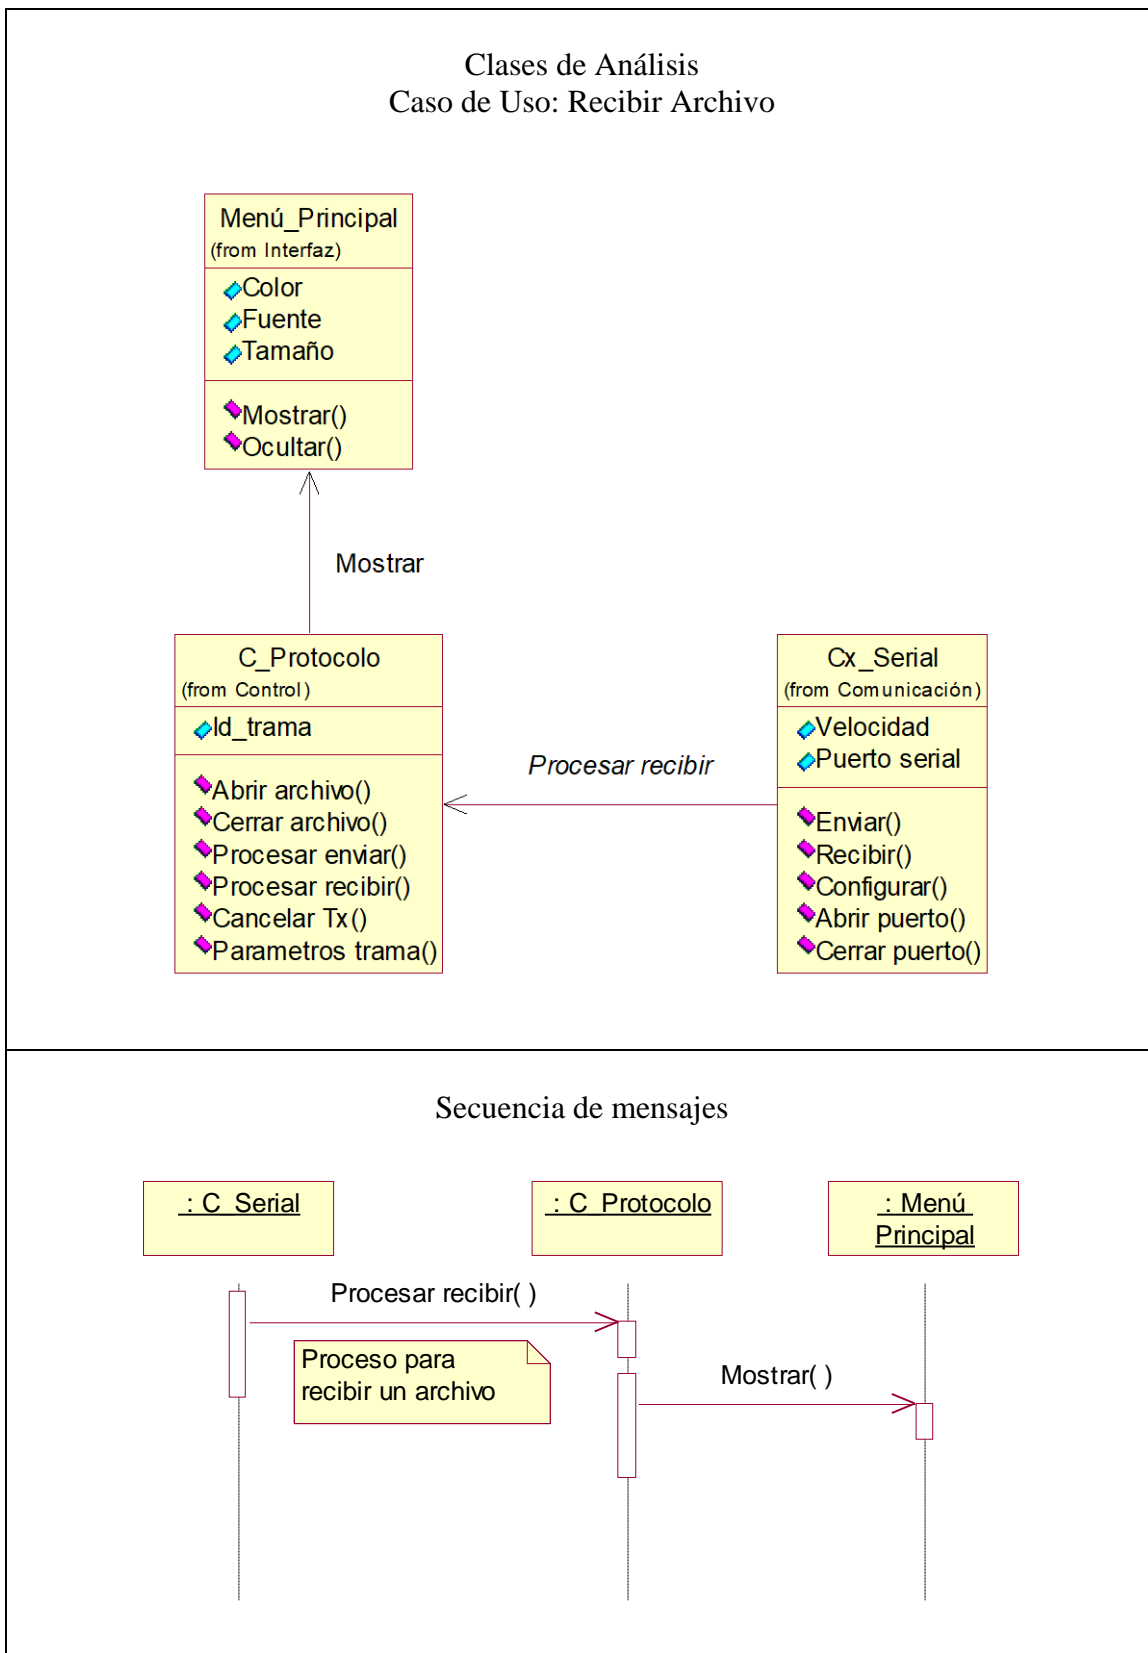 Clases de Análisis
Caso de Uso: Recibir Archivo
Menú_Principal
(from Interfaz)
Color
Fuente
Tamaño
Mostrar()
Ocultar()
Mostrar
C_Protocolo
(from Control)
Id_trama
Abrir archivo()
Cerrar archivo()
Procesar enviar()
Procesar recibir()
Cancelar Tx()
Parametros trama()
Procesar recibir
Cx_Serial
(from Comunicación)
Velocidad
Puerto serial
Enviar()
Recibir()
Configurar()
Abrir puerto()
Cerrar puerto()
Secuencia de mensajes
: C_Serial
: C_Protocolo
: Menú
Principal
Procesar recibir( )
Proceso para
recibir un archivo
Mostrar( )